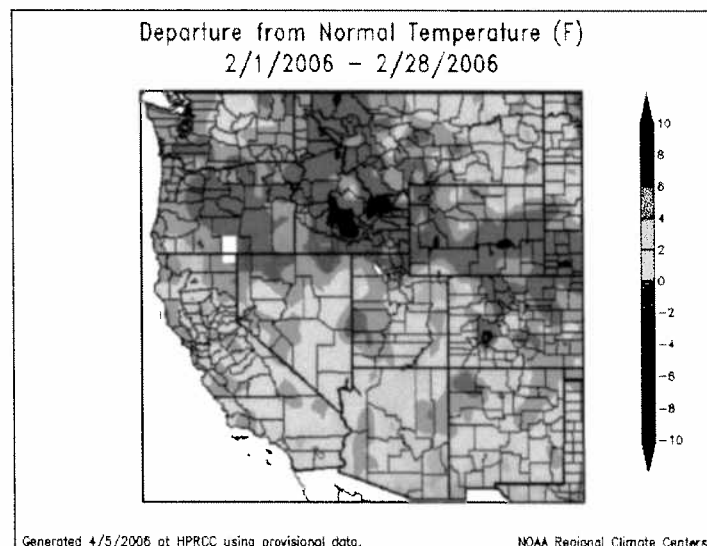 Departure from Normal Temperature (F)
2/1/2006 – 2/28/2006
10
8
6
4
2
0
-2
-4
-6
-8
-10
Generated 4/5/2006 at HPRCC using provisional data.
NOAA Regional Climate Centers